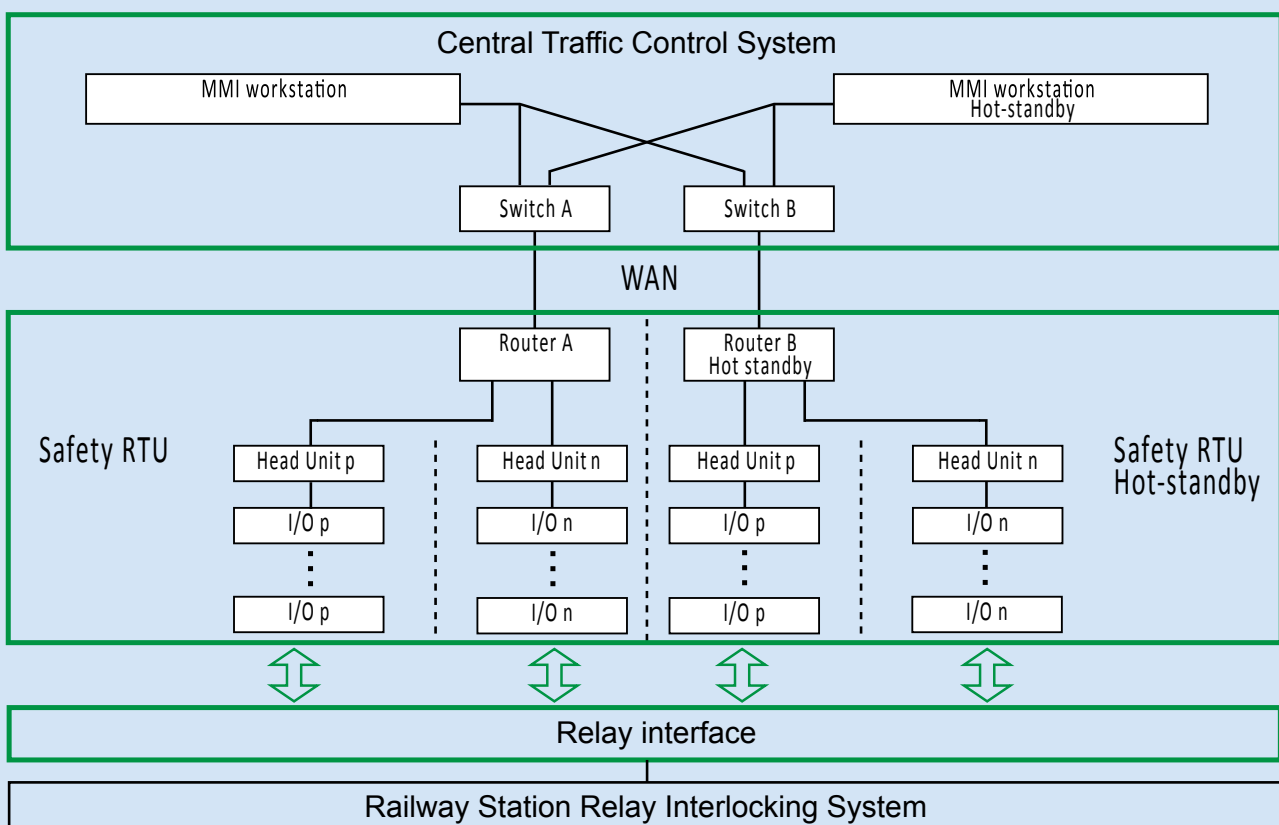 Central Traffic Control System
MMI workstation
MMI workstation
Hot-standby
Switch A
Switch B
WAN
Router A
Router B
Hot standby
Safety RTU
Safety RTU
Hot-standby
Head Unit p
Head Unit n
Head Unit p
Head Unit n
I/O p
I/O n
I/O p
I/O n
I/O p
I/O n
I/O p
I/O n
Relay interface
Railway Station Relay Interlocking System